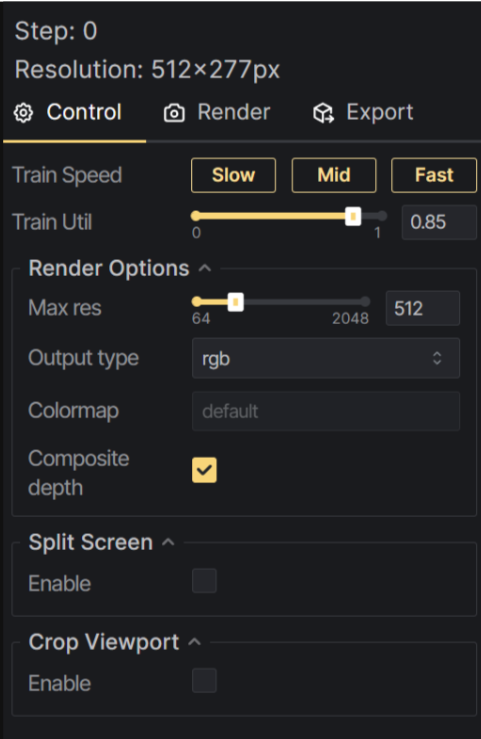 Step: 0
Resolution: 512×277px
Control Render Export
Train Speed Slow Mid Fast
Train Util 0 1 0.85
Render Options
Max res 64 2048 512
Output type rgb
Colormap default
Composite
depth
Split Screen
Enable
Crop Viewport
Enable